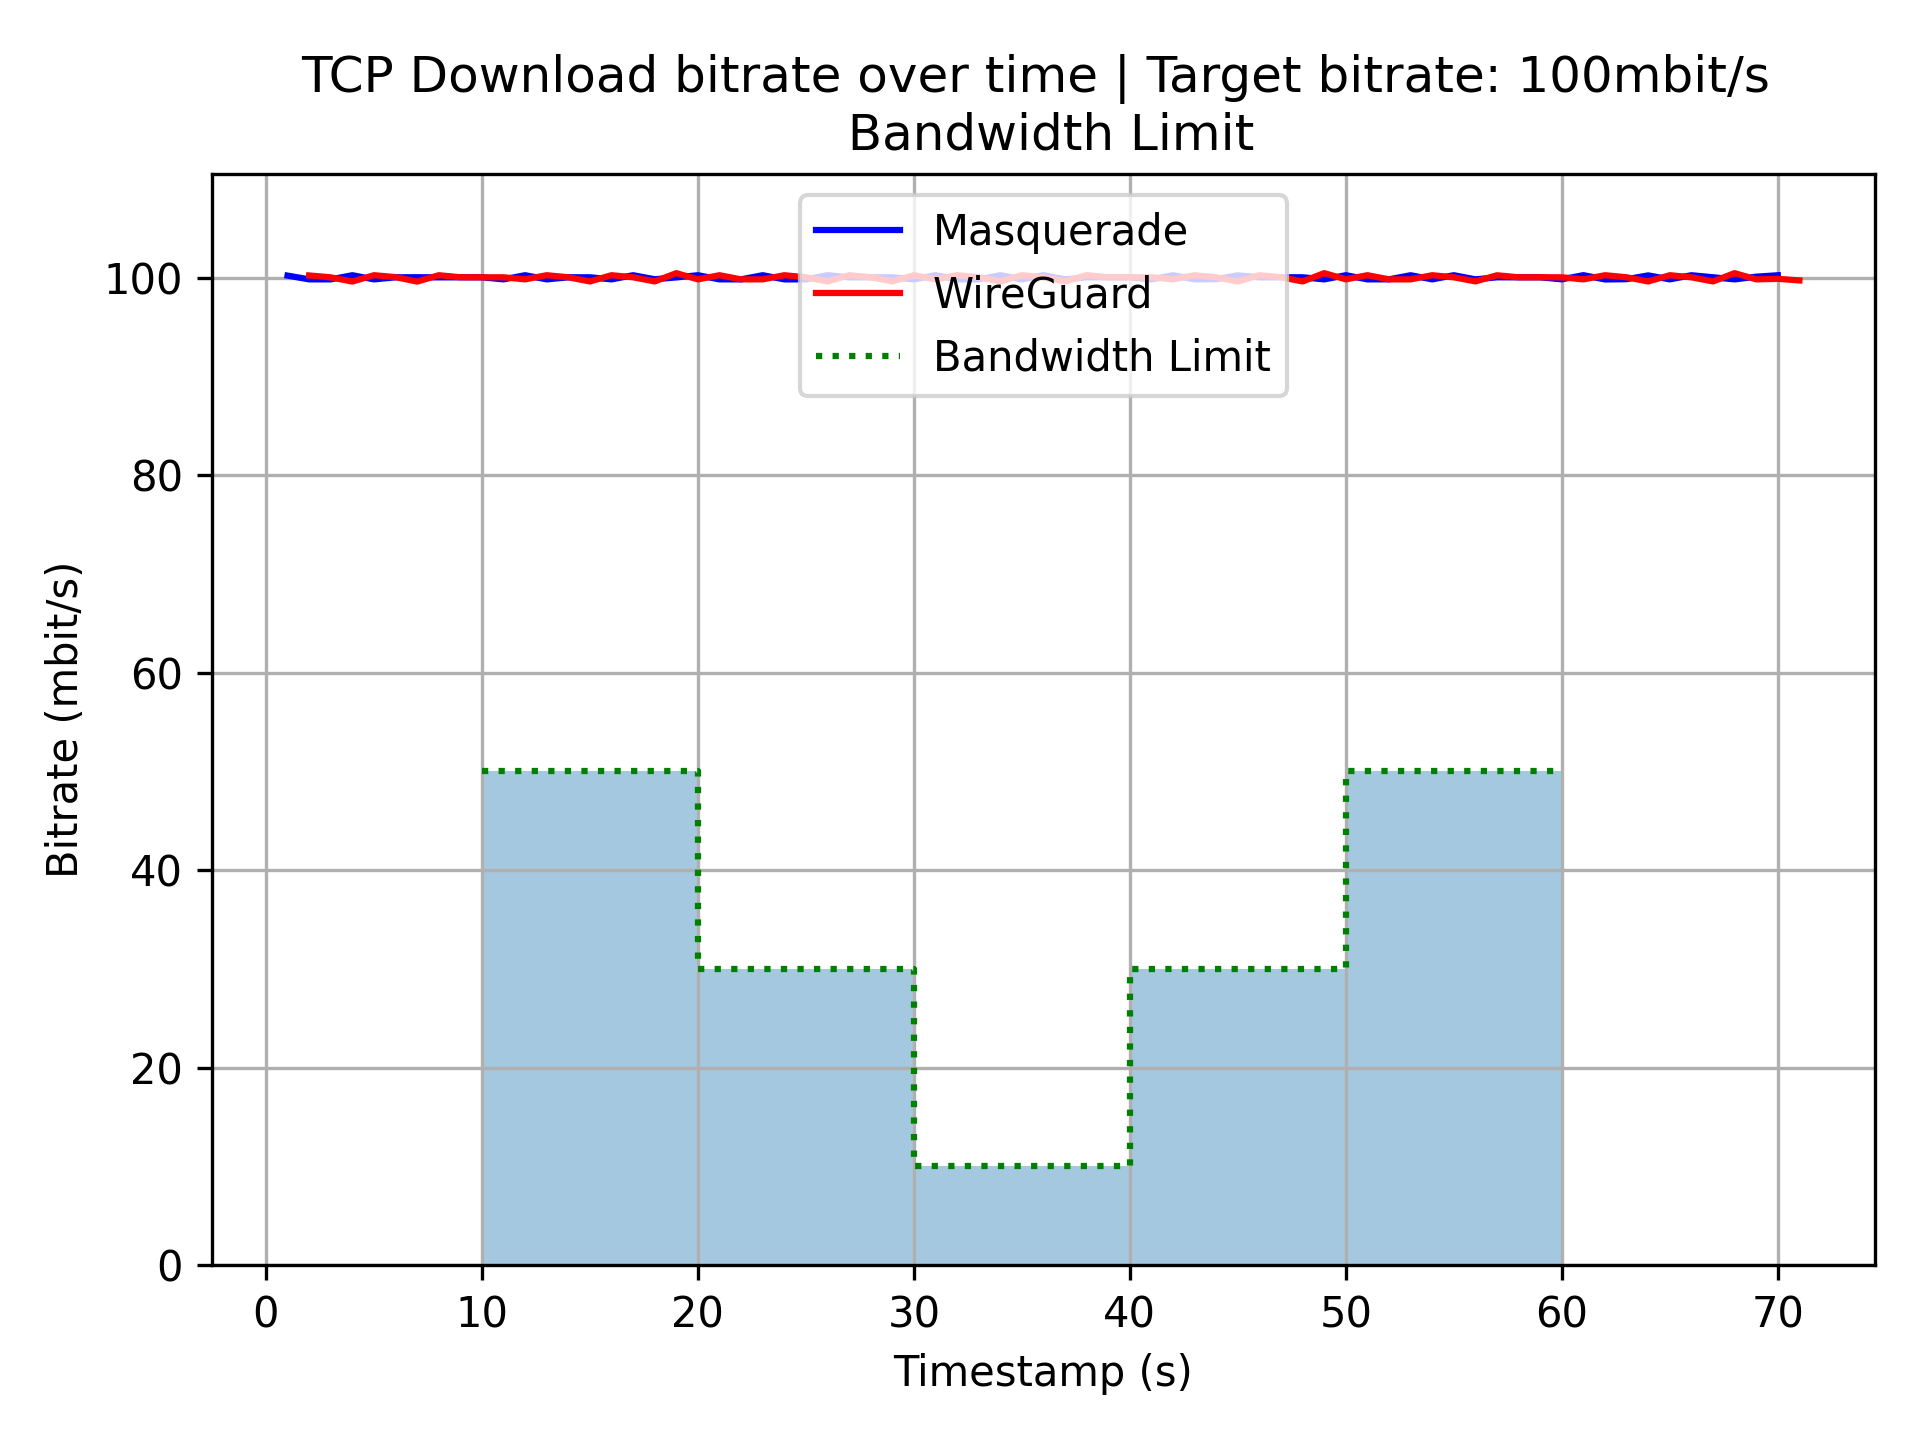 TCP Download bitrate over time | Target bitrate: 100mbit/s
Bandwidth Limit
Masquerade
WireGuard
Bandwidth Limit
100
80
60
40
20
0
Bitrate (mbit/s)
0 10 20 30 40 50 60 70
Timestamp (s)